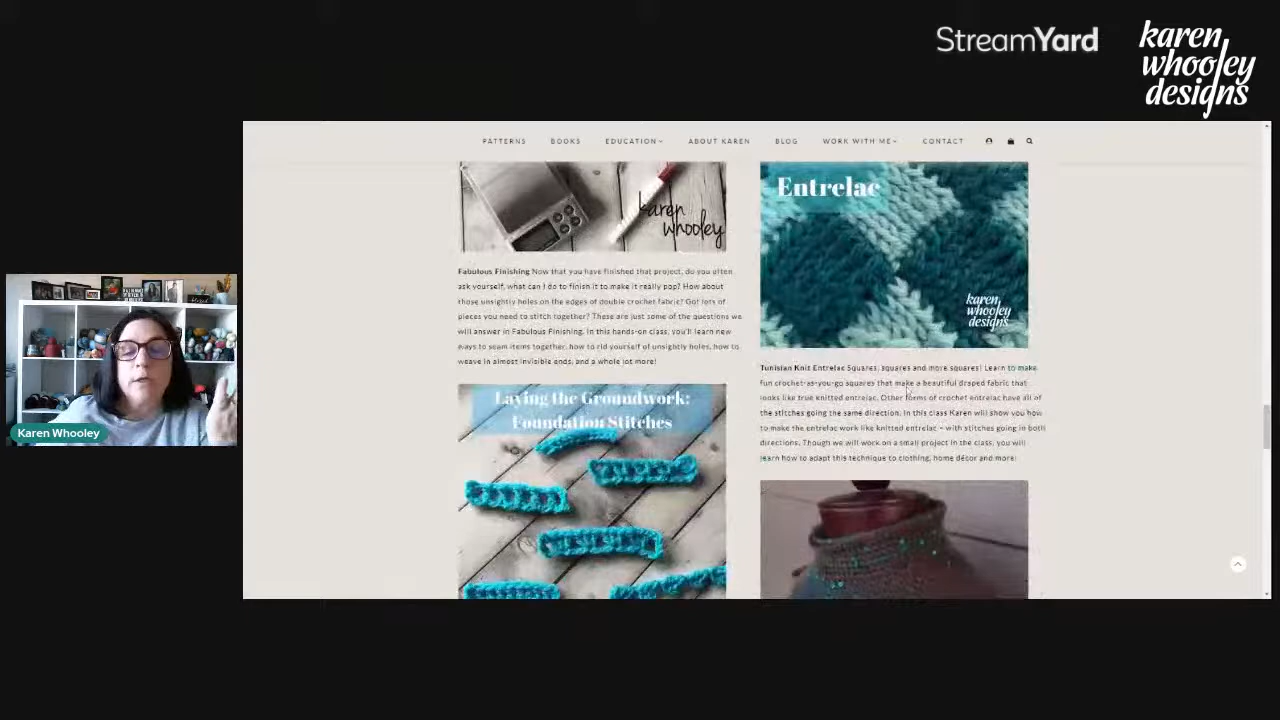 StreamYard
karen
whooley
designs
PATTERNS BOOKS EDUCATION ABOUT KAREN BLOG WORK WITH ME CONTACT
karen
whooley
Fabulous Finishing Now that you have finished that project, do you often
ask yourself, what can I do to finish it to make it really pop? How about
those unsightly holes on the edges of double crochet fabric? Got lots of
pieces you need to stitch together? These are just some of the questions we
will answer in Fabulous Finishing. In this hands-on class, you'll learn new
ways to seam items together, how to rid yourself of unsightly holes, how to
weave in almost invisible ends, and a whole lot more!
Laying the Groundwork:
Foundation Stitches
Entrelac
karen
whooley
designs
Tunisian Knit Entrelac Squares, squares and more squares! Learn to make
fun crochet-as-you-go squares that make a beautiful draped fabric that
looks like true knitted entrelac. Other forms of crochet entrelac have all of
the stitches going the same direction. In this class Karen will show you how
to make the entrelac work like knitted entrelac – with stitches going in both
directions. Though we will work on a small project in the class, you will
learn how to adapt this technique to clothing, home décor and more!
Karen Whooley